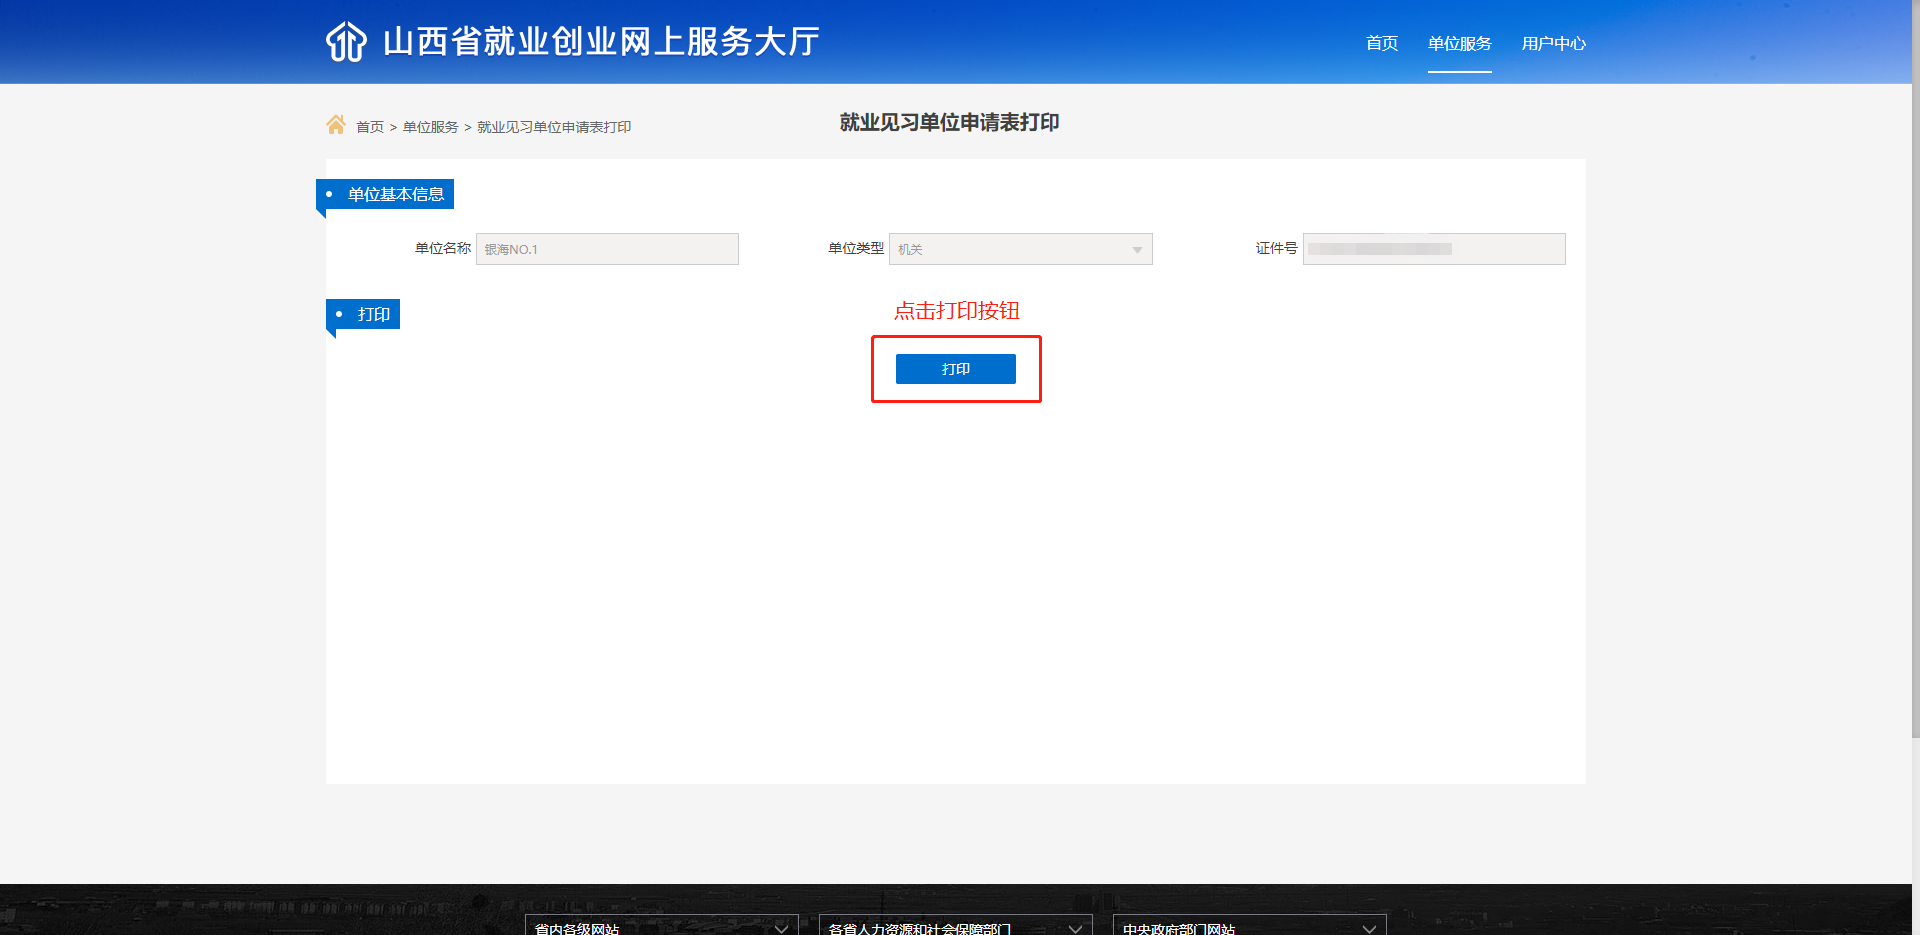 山西省就业创业网上服务大厅
首页 单位服务 用户中心
首页 > 单位服务 > 就业见习单位申请表打印
就业见习单位申请表打印
单位基本信息
单位名称 银海NO.1 单位类型 机关 证件号
打印
点击打印按钮
打印
省内各级网站 各省人力资源和社会保障部门 中央政府部门网站